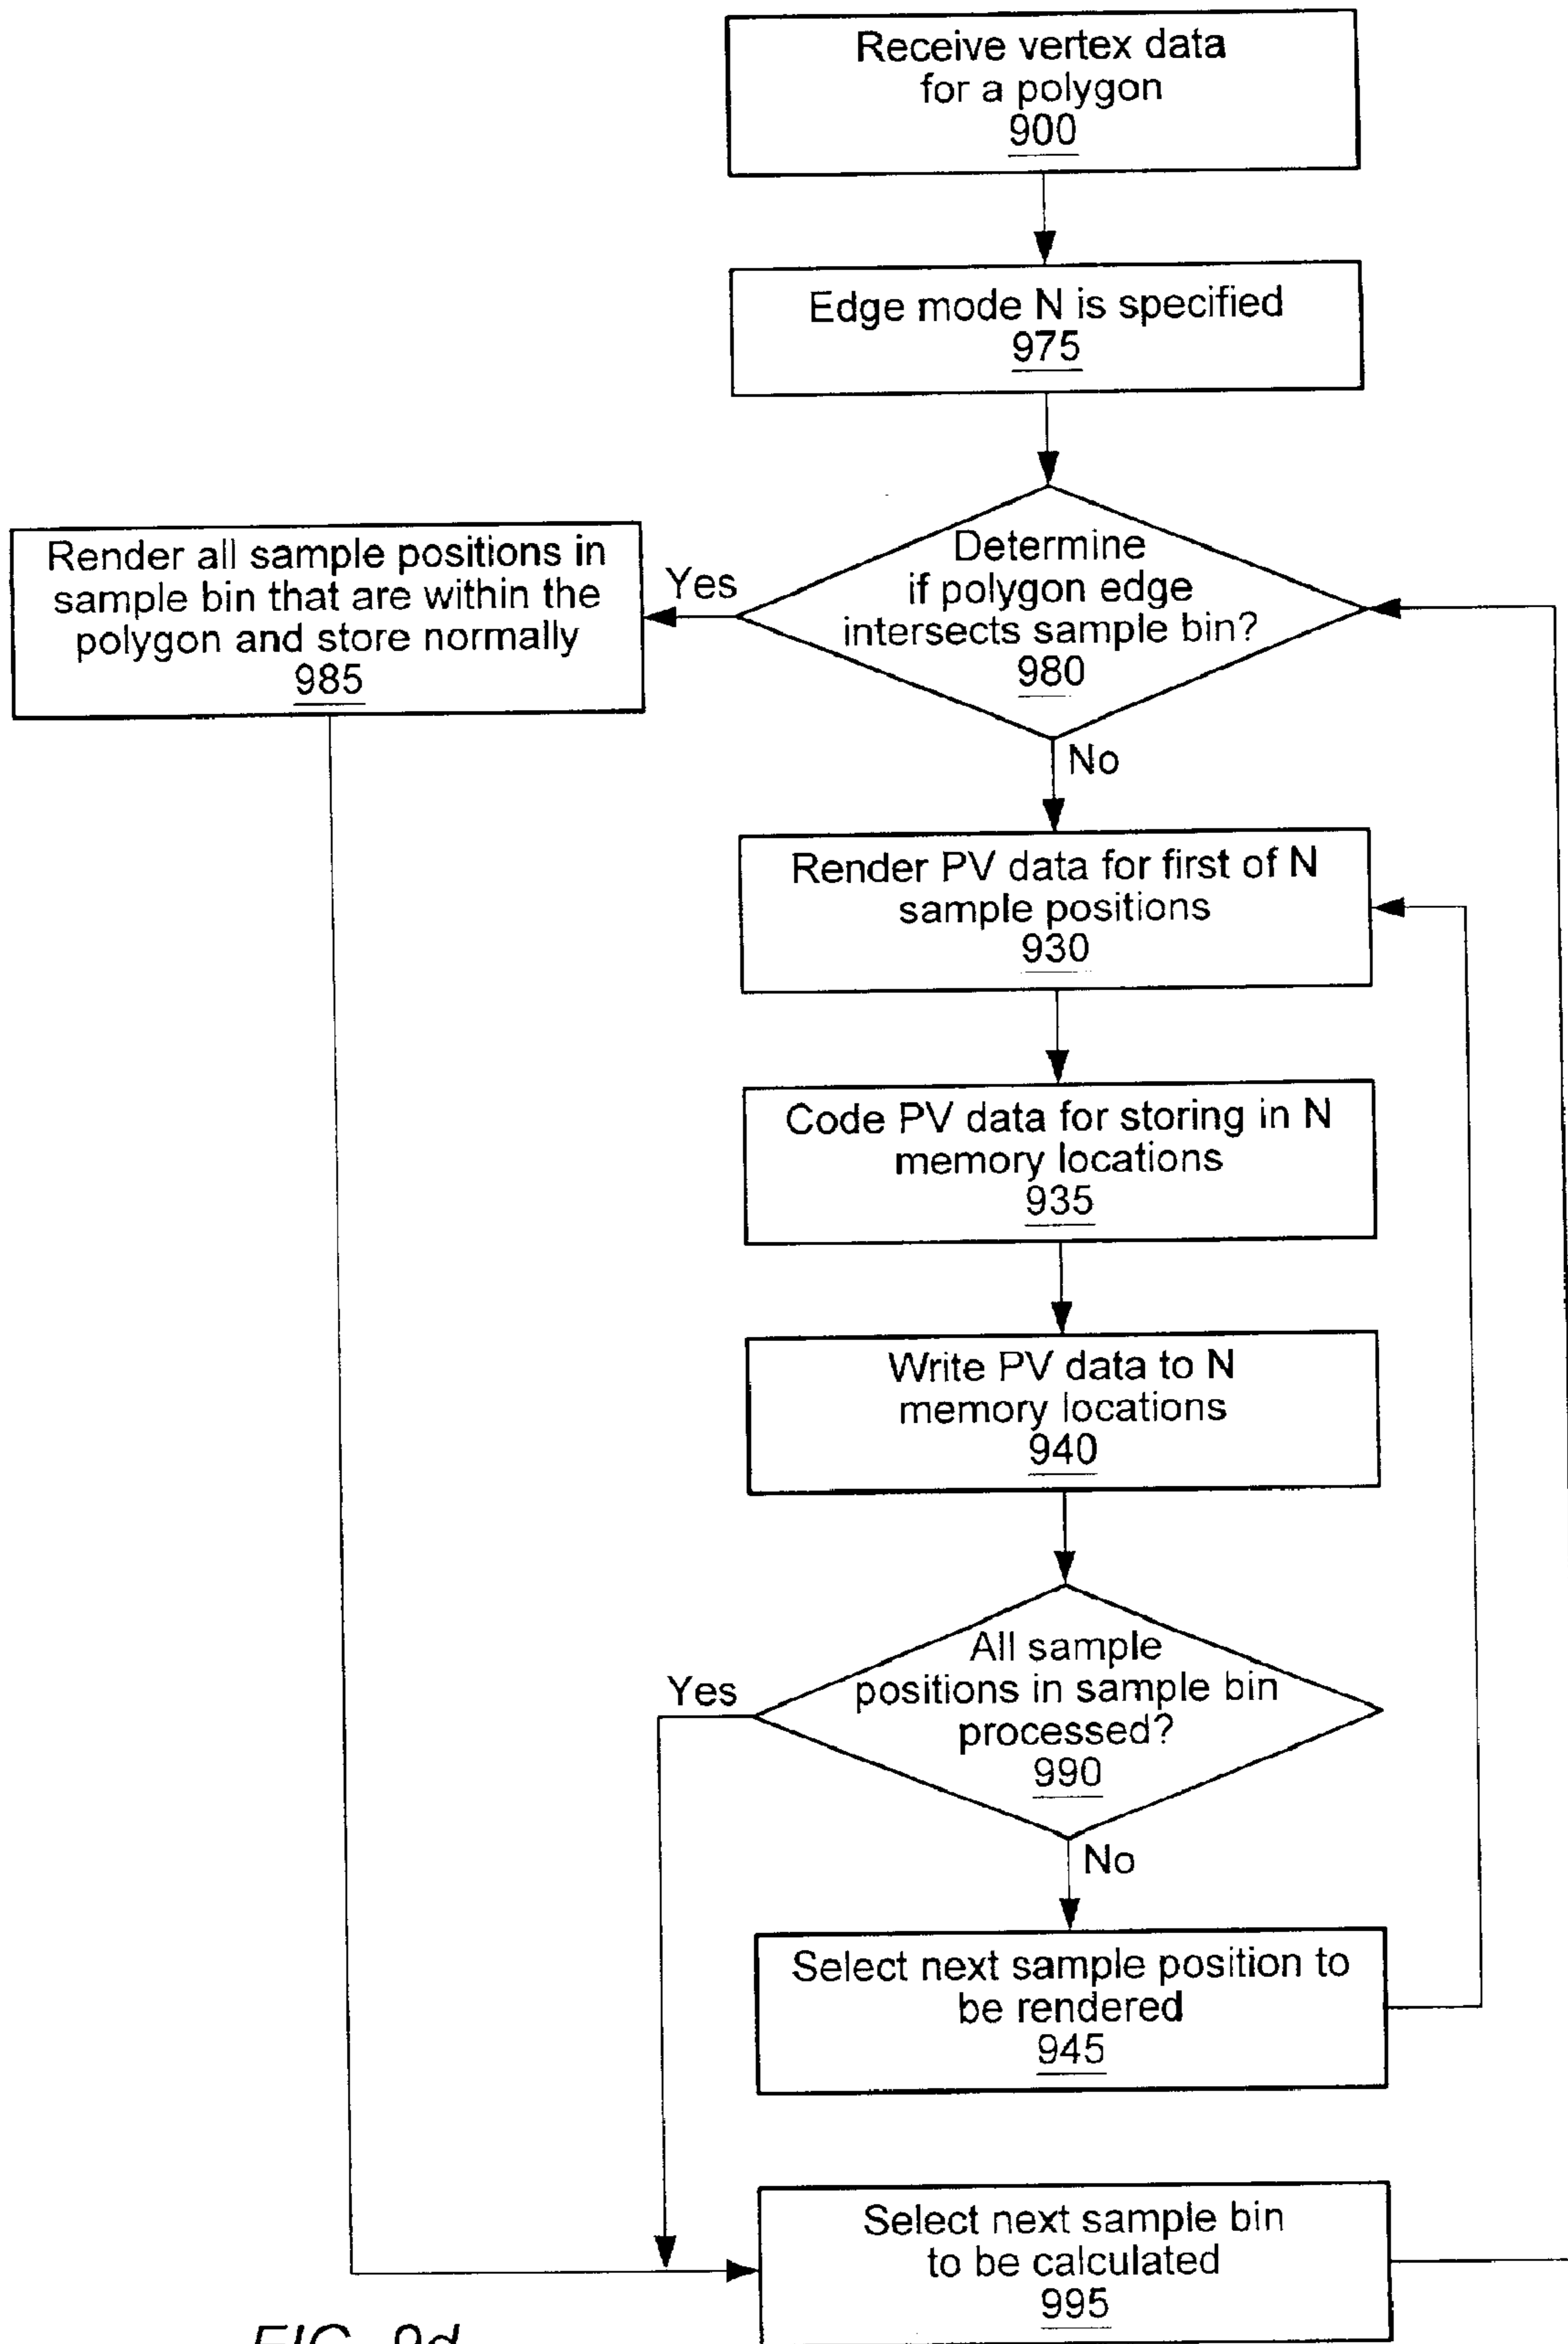 Receive vertex data
for a polygon
900
Edge mode N is specified
975
Determine
if polygon edge
intersects sample bin?
980
Yes
Render all sample positions in
sample bin that are within the
polygon and store normally
985
No
Render PV data for first of N
sample positions
930
Code PV data for storing in N
memory locations
935
Write PV data to N
memory locations
940
All sample
positions in sample bin
processed?
990
Yes
No
Select next sample position to
be rendered
945
Select next sample bin
to be calculated
995
FIG. 9d